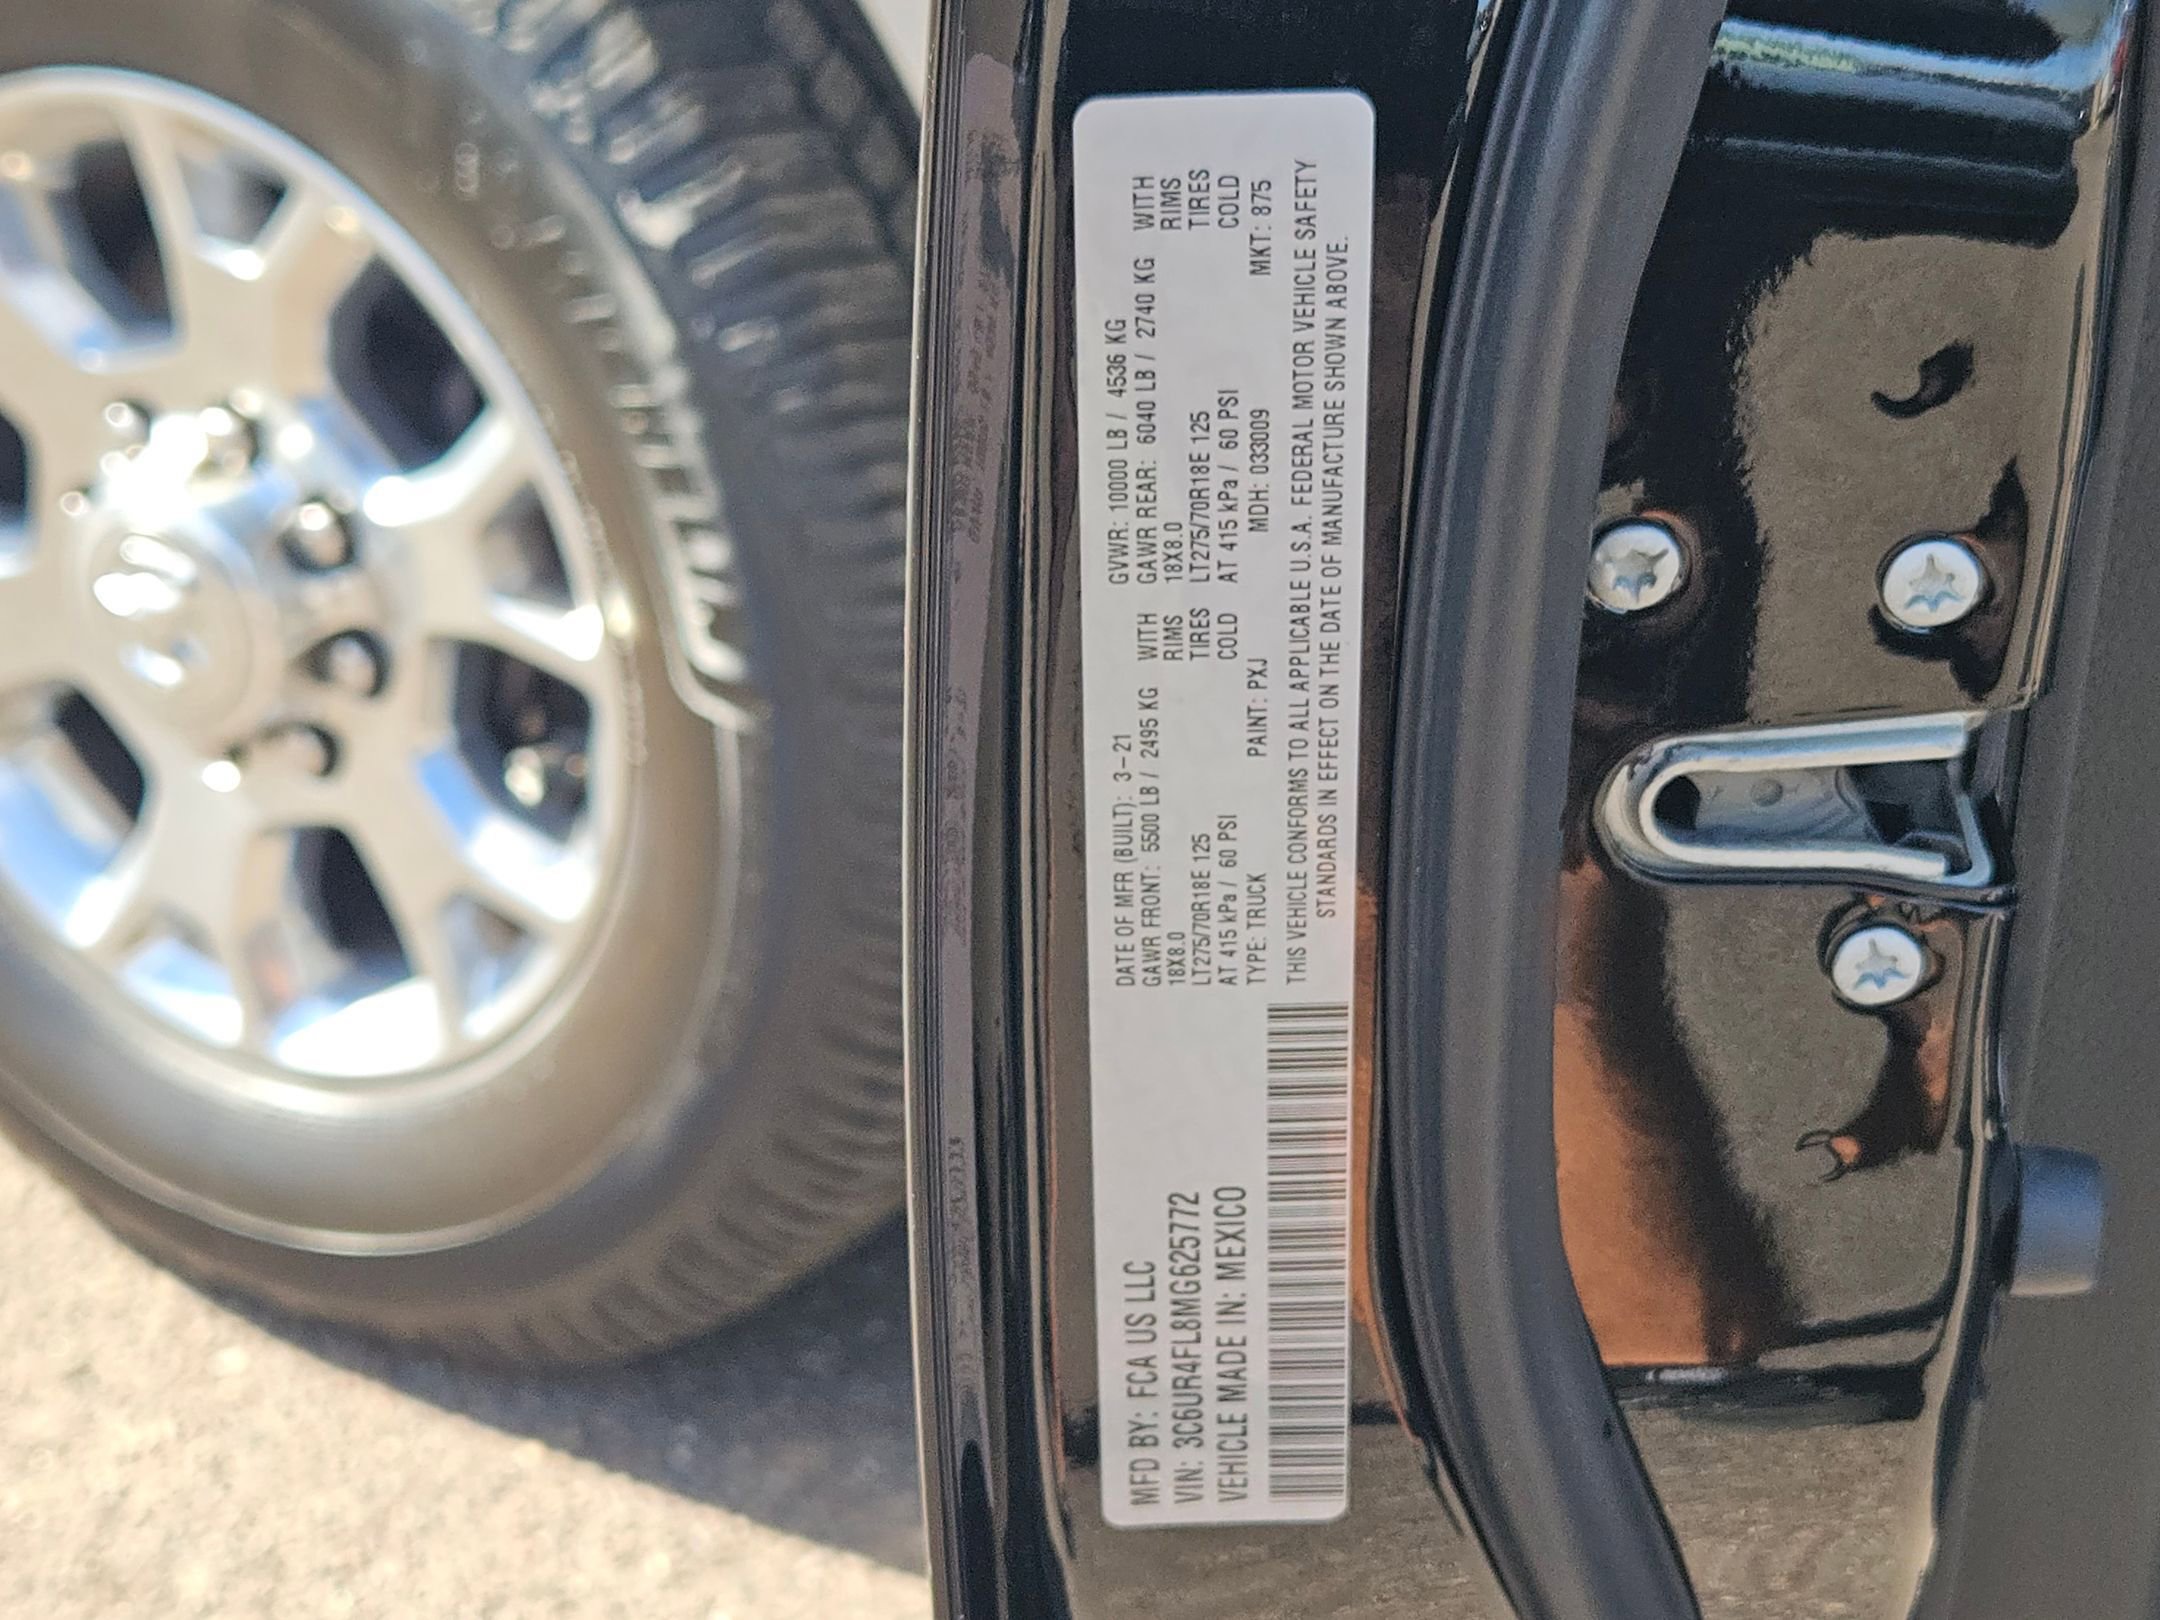 MFD BY: FCA US LLC
VIN: 3C6UR4FL8MG625772
VEHICLE MADE IN: MEXICO
DATE OF MFR (BUILT): 3-21 GVWR: 10000 LB / 4536 KG
GAWR FRONT: 5500 LB / 2495 KG WITH GAWR REAR: 6040 LB / 2740 KG WITH
18X8.0 RIMS 18X8.0 RIMS
LT275/70R18E 125 TIRES LT275/70R18E 125 TIRES
AT 415 kPa / 60 PSI COLD AT 415 kPa / 60 PSI COLD
TYPE: TRUCK PAINT: PXJ MDH: 033009 MKT: 875
THIS VEHICLE CONFORMS TO ALL APPLICABLE U.S.A. FEDERAL MOTOR VEHICLE SAFETY
STANDARDS IN EFFECT ON THE DATE OF MANUFACTURE SHOWN ABOVE.